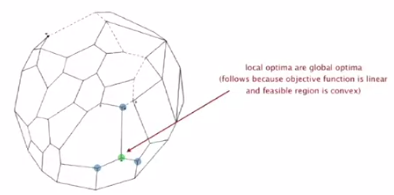 local optima are global optima
(follows because objective function is linear
and feasible region is convex)